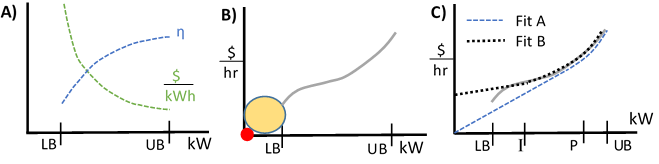 A)
η
$
kWh
LB
UB
kW
B)
$
hr
LB
UB
kW
C)
Fit A
Fit B
$
hr
kW
LB
I
P
UB